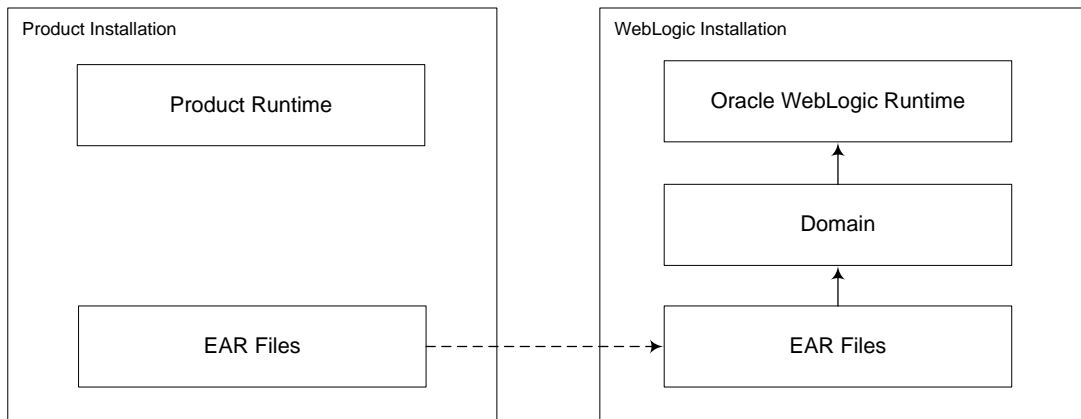 Product Installation
Product Runtime
EAR Files
WebLogic Installation
Oracle WebLogic Runtime
Domain
EAR Files